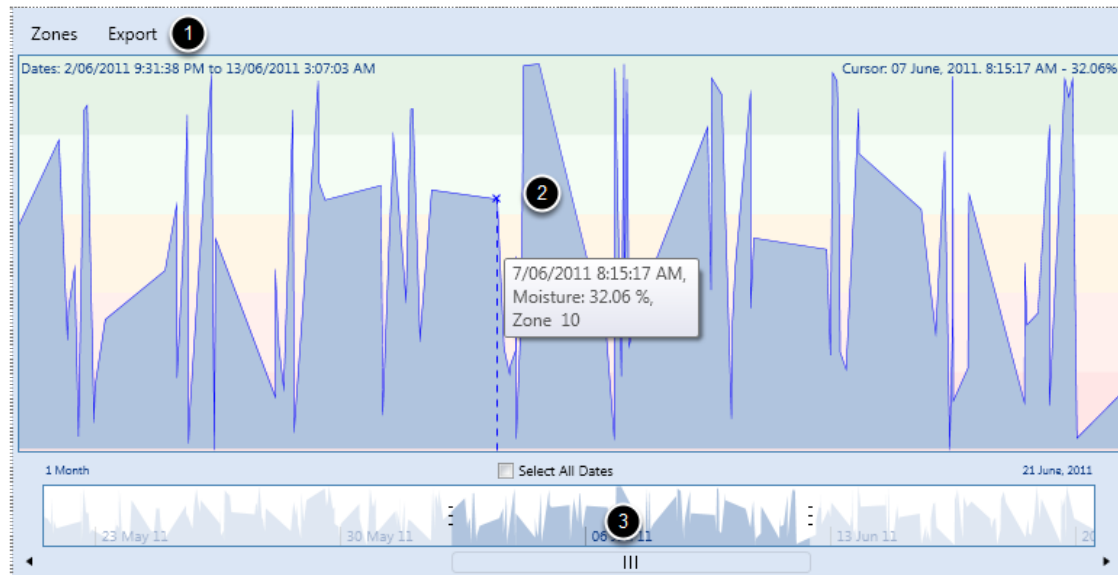 Zones Export 1
Dates: 2/06/2011 9:31:38 PM to 13/06/2011 3:07:03 AM
Cursor: 07 June, 2011. 8:15:17 AM - 32.06%
2
7/06/2011 8:15:17 AM,
Moisture: 32.06 %,
Zone 10
1 Month
Select All Dates
21 June, 2011
3
23 May 11
30 May 11
13 Jun 11